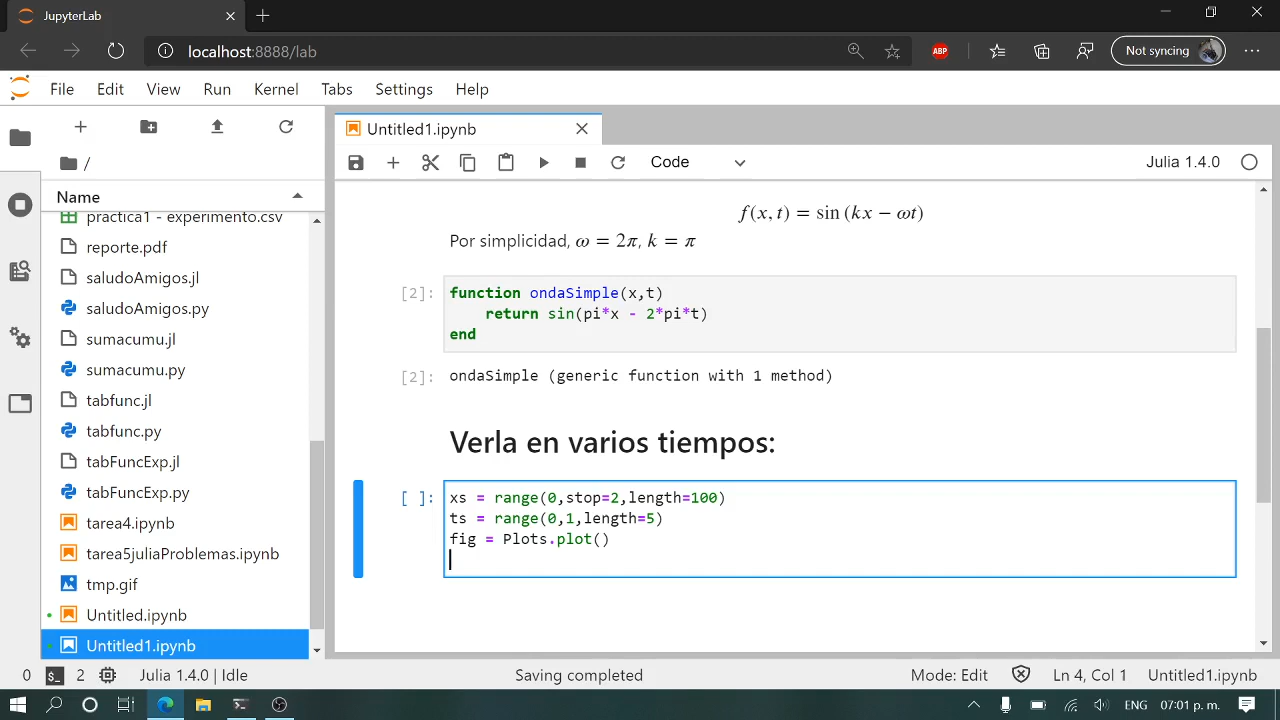 JupyterLab
localhost:8888/lab
ABP
Not syncing
File Edit View Run Kernel Tabs Settings Help
/
Name
practica1 - experimento.csv
reporte.pdf
saludoAmigos.jl
saludoAmigos.py
sumacumu.jl
sumacumu.py
tabfunc.jl
tabfunc.py
tabFuncExp.jl
tabFuncExp.py
tarea4.ipynb
tarea5juliaProblemas.ipynb
tmp.gif
Untitled.ipynb
Untitled1.ipynb
Untitled1.ipynb
Code
Julia 1.4.0
f(x, t) = sin (kx − ωt)
Por simplicidad, ω = 2π, k = π
[2]: function ondaSimple(x,t)
return sin(pi*x - 2*pi*t)
end
[2]: ondaSimple (generic function with 1 method)
Verla en varios tiempos:
[ ]: xs = range(0,stop=2,length=100)
ts = range(0,1,length=5)
fig = Plots.plot()
0 $_ 2 Julia 1.4.0 | Idle Saving completed Mode: Edit Ln 4, Col 1 Untitled1.ipynb
ENG 07:01 p. m.